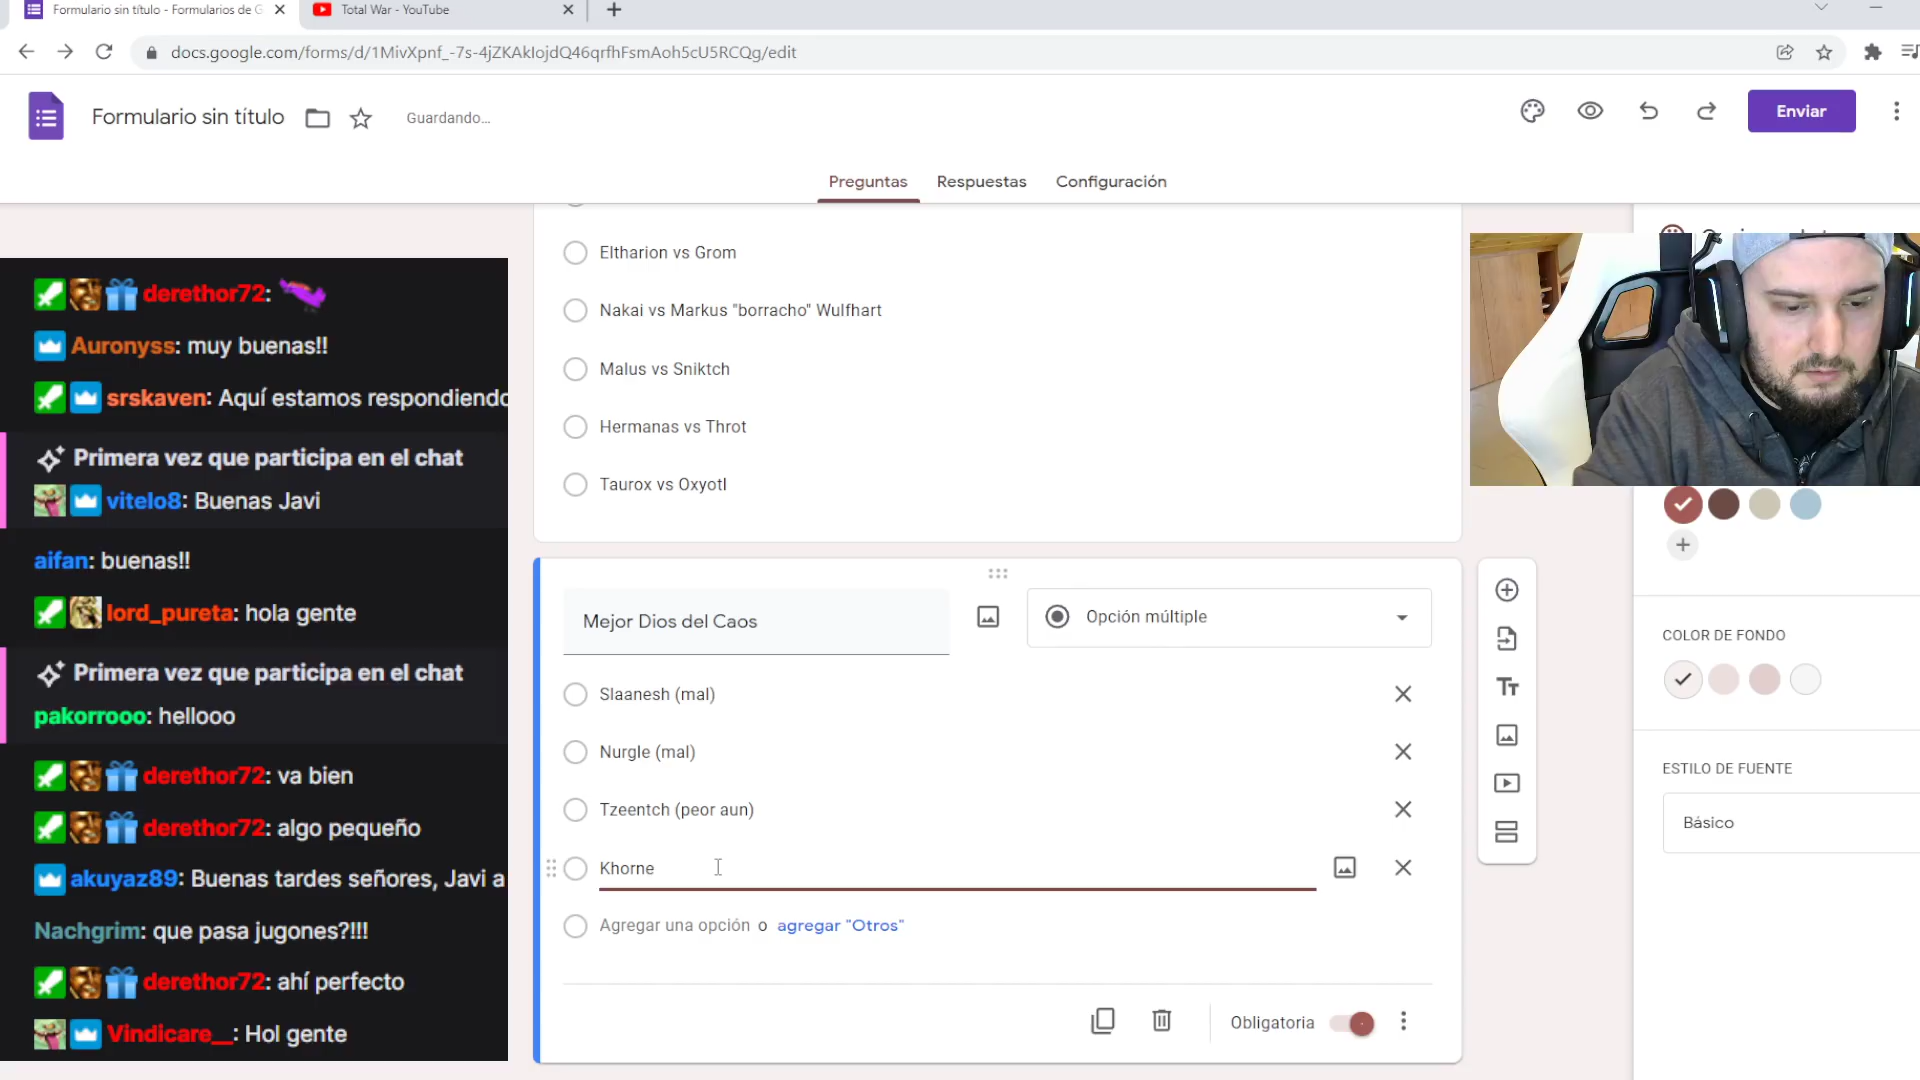 Formulario sin título - Formularios de G
Total War - YouTube
docs.google.com/forms/d/1MivXpnf_-7s-4jZKAkIojdQ46qrfhFsmAoh5cU5RCQg/edit
Formulario sin título
Guardando...
Enviar
Preguntas
Respuestas
Configuración
Eltharion vs Grom
Nakai vs Markus "borracho" Wulfhart
Malus vs Sniktch
Hermanas vs Throt
Taurox vs Oxyotl
Mejor Dios del Caos
Opción múltiple
Slaanesh (mal)
Nurgle (mal)
Tzeentch (peor aun)
Khorne
Agregar una opción o agregar "Otros"
Obligatoria
COLOR DE FONDO
ESTILO DE FUENTE
Básico
derethor72:
Auronyss: muy buenas!!
srskaven: Aquí estamos respondiendo
Primera vez que participa en el chat
vitelo8: Buenas Javi
aifan: buenas!!
lord_pureta: hola gente
Primera vez que participa en el chat
pakorrooo: hellooo
derethor72: va bien
derethor72: algo pequeño
akuyaz89: Buenas tardes señores, Javi a
Nachgrim: que pasa jugones?!!!
derethor72: ahí perfecto
Vindicare__: Hol gente